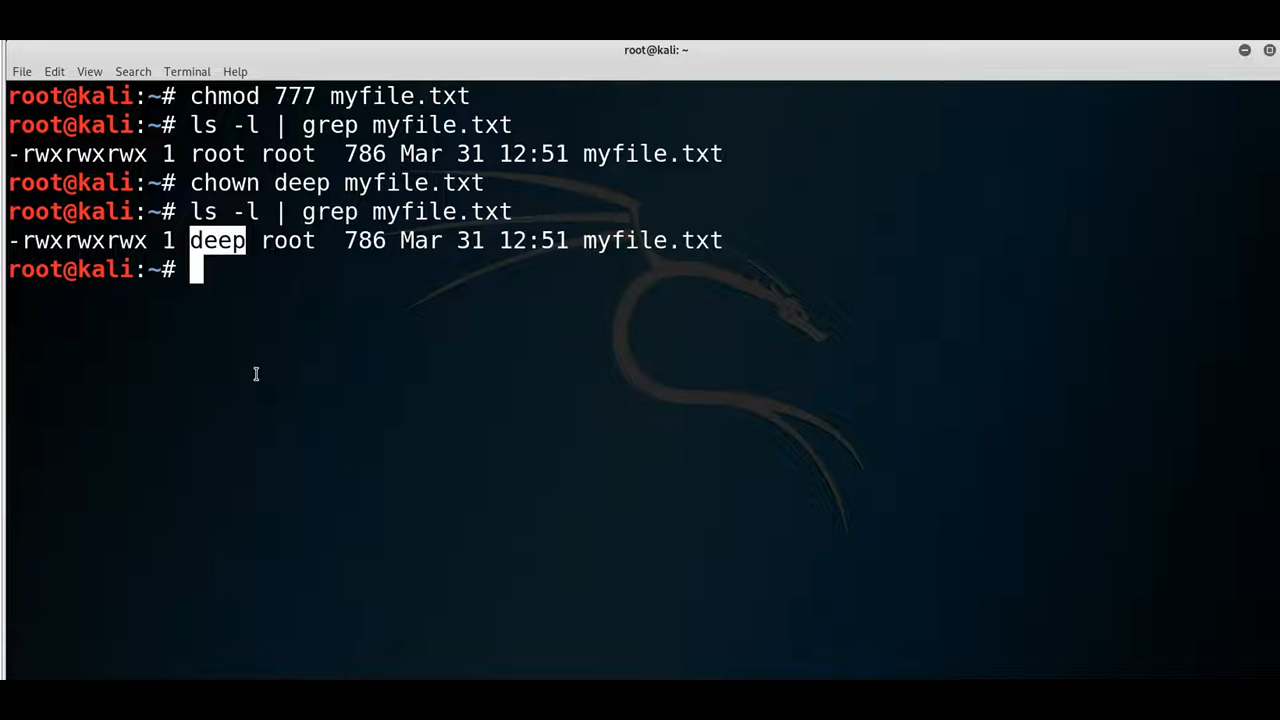 root@kali: ~
File Edit View Search Terminal Help
root@kali:~# chmod 777 myfile.txt
root@kali:~# ls -l | grep myfile.txt
-rwxrwxrwx 1 root root  786 Mar 31 12:51 myfile.txt
root@kali:~# chown deep myfile.txt
root@kali:~# ls -l | grep myfile.txt
-rwxrwxrwx 1 deep root  786 Mar 31 12:51 myfile.txt
root@kali:~#